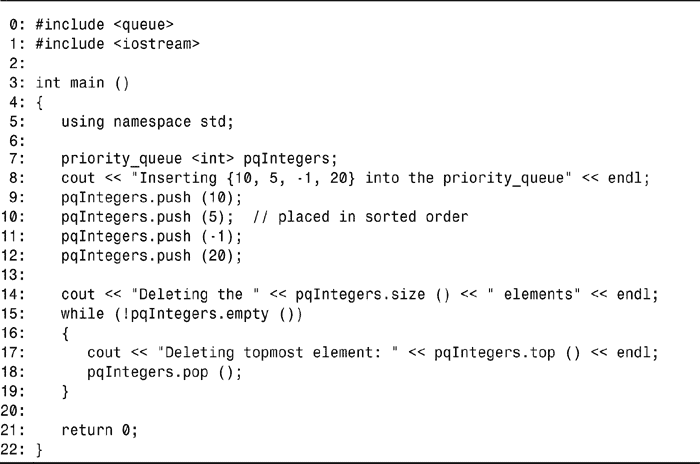 0: #include <queue>
1: #include <iostream>
2:
3: int main ()
4: {
5:    using namespace std;
6:
7:    priority_queue <int> pqIntegers;
8:    cout << "Inserting {10, 5, -1, 20} into the priority_queue" << endl;
9:    pqIntegers.push (10);
10:    pqIntegers.push (5);  // placed in sorted order
11:    pqIntegers.push (-1);
12:    pqIntegers.push (20);
13:
14:    cout << "Deleting the " << pqIntegers.size () << " elements" << endl;
15:    while (!pqIntegers.empty ())
16:    {
17:       cout << "Deleting topmost element: " << pqIntegers.top () << endl;
18:       pqIntegers.pop ();
19:    }
20:
21:    return 0;
22: }